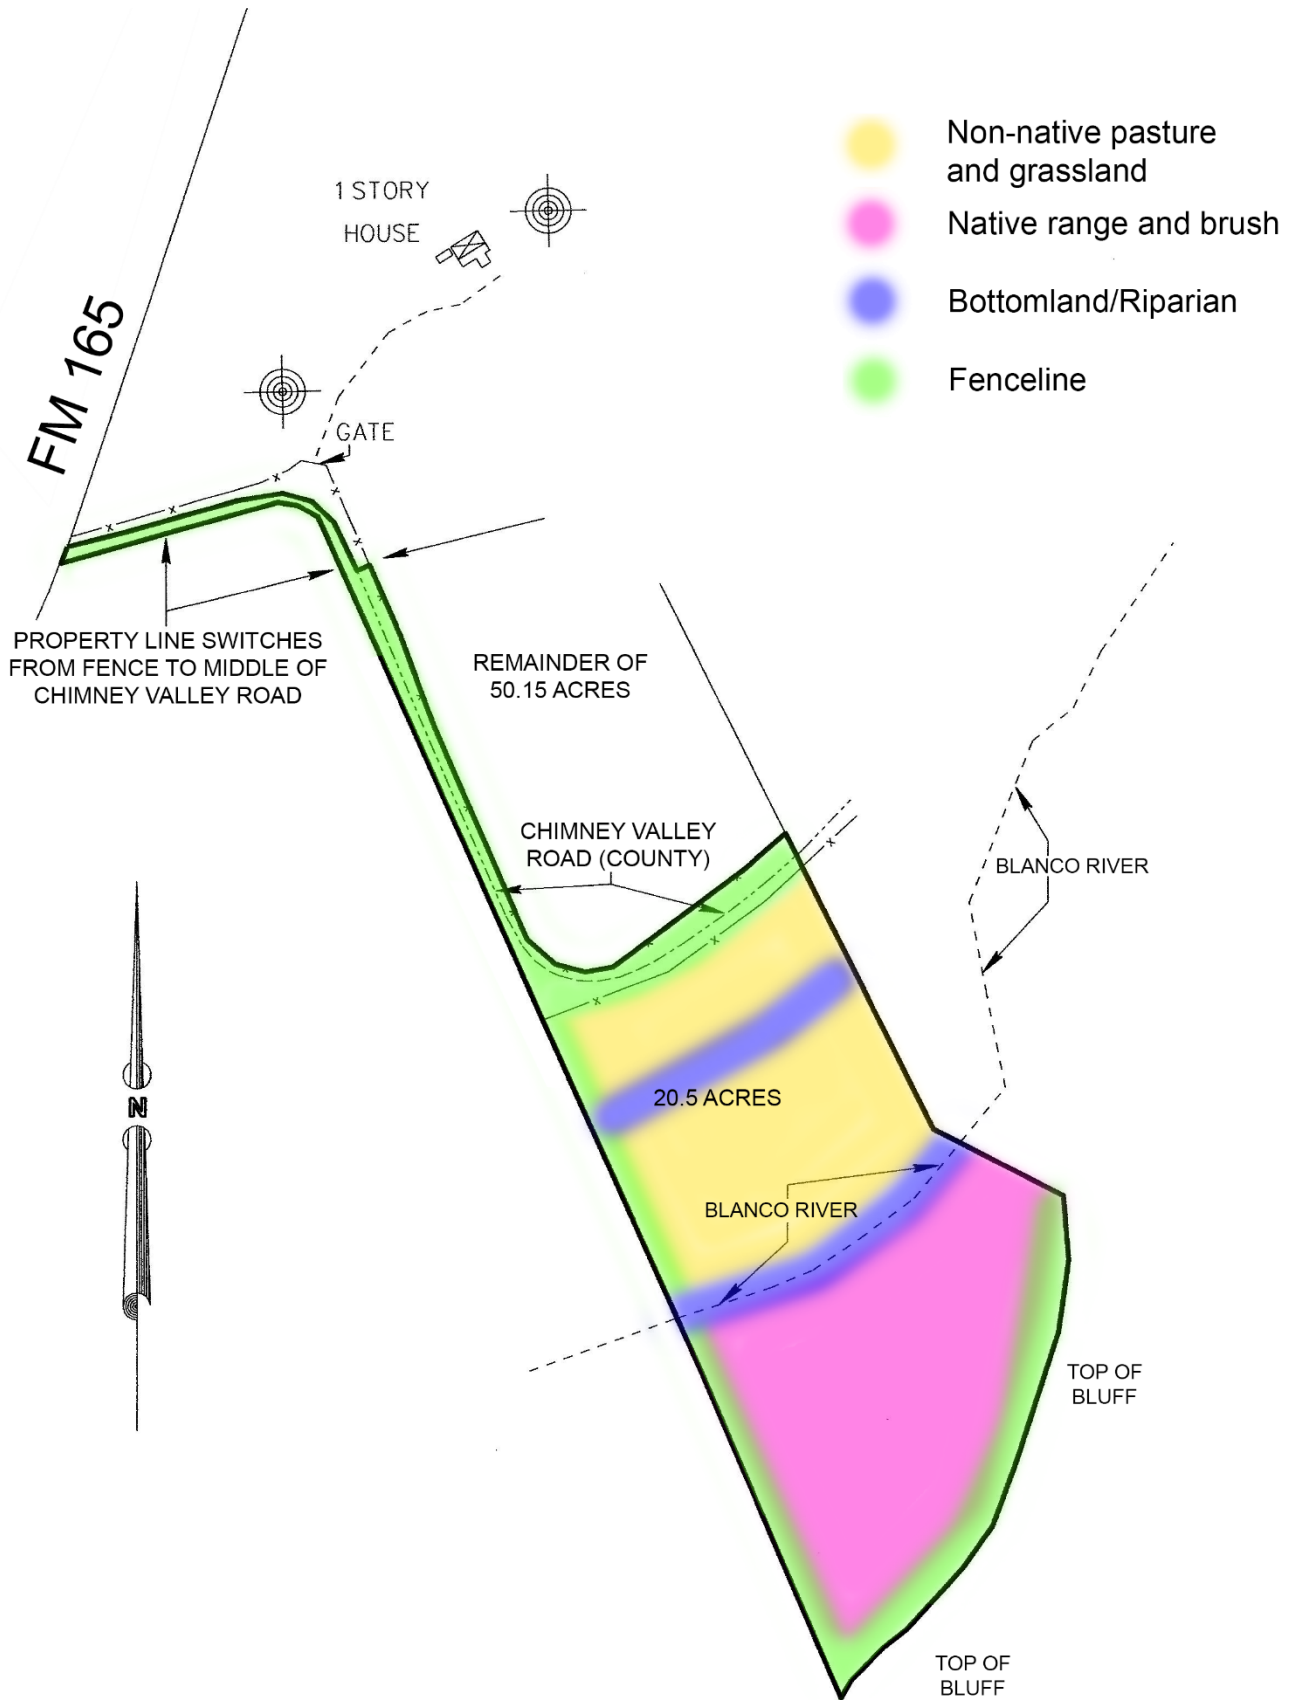 Non-native pasture
and grassland
Native range and brush
Bottomland/Riparian
Fenceline
1 STORY
HOUSE
FM 165
GATE
PROPERTY LINE SWITCHES
FROM FENCE TO MIDDLE OF
CHIMNEY VALLEY ROAD
REMAINDER OF
50.15 ACRES
CHIMNEY VALLEY
ROAD (COUNTY)
BLANCO RIVER
N
20.5 ACRES
BLANCO RIVER
TOP OF
BLUFF
TOP OF
BLUFF